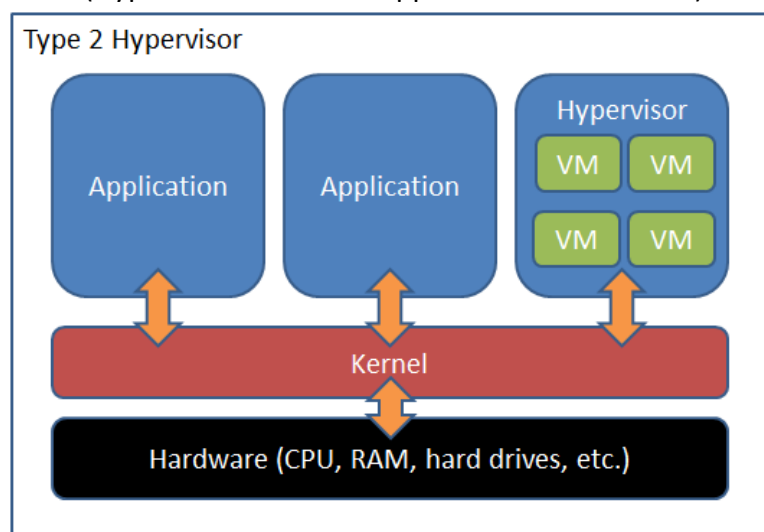 Type 2 Hypervisor
Hypervisor
Application
Application
VM VM
VM VM
Kernel
Hardware (CPU, RAM, hard drives, etc.)